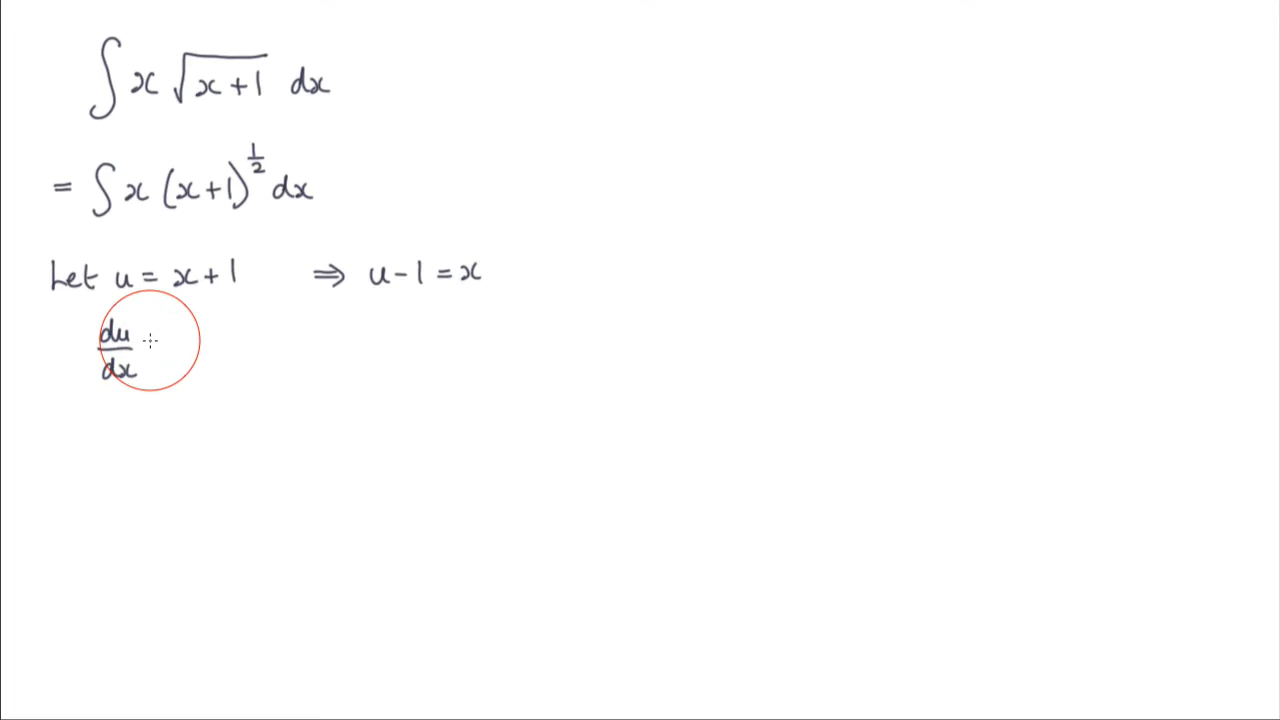 ∫ x √(x+1) dx
= ∫ x (x+1)^(1/2) dx
Let u = x + 1 ⇒ u - 1 = x
du/dx